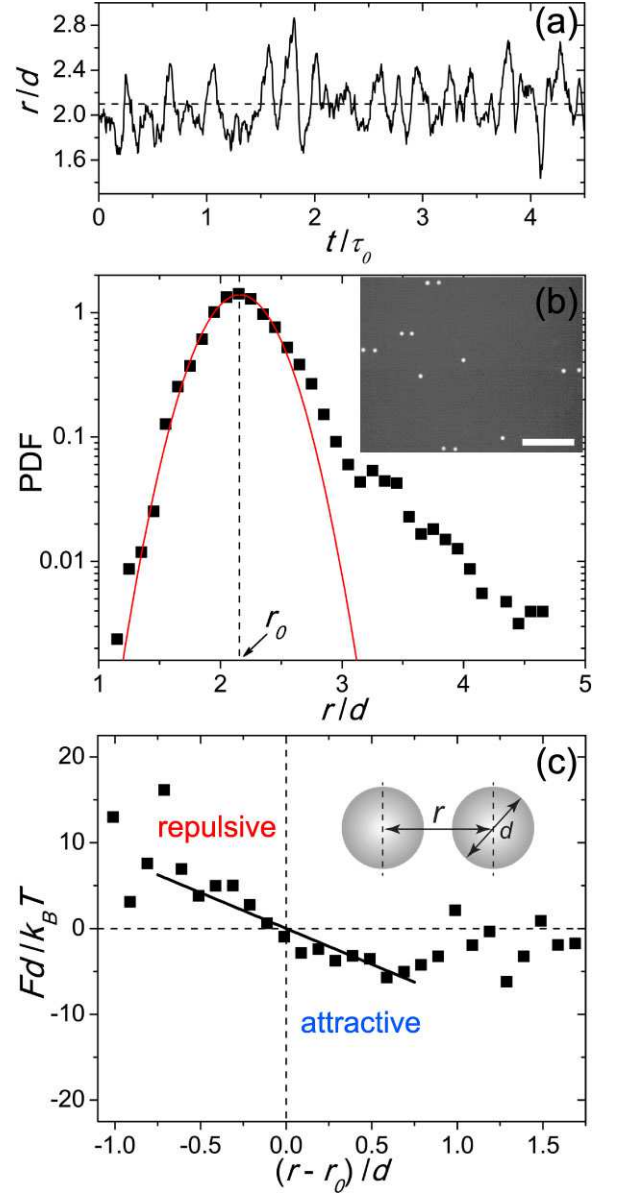 (a)
r/d
2.8
2.4
2.0
1.6
0 1 2 3 4
t/τ₀
(b)
PDF
1
0.1
0.01
r₀
1 2 3 4 5
r/d
(c)
Fd/k_BT
20
10
0
-10
-20
repulsive
attractive
r
d
-1.0 -0.5 0.0 0.5 1.0 1.5
(r - r₀)/d